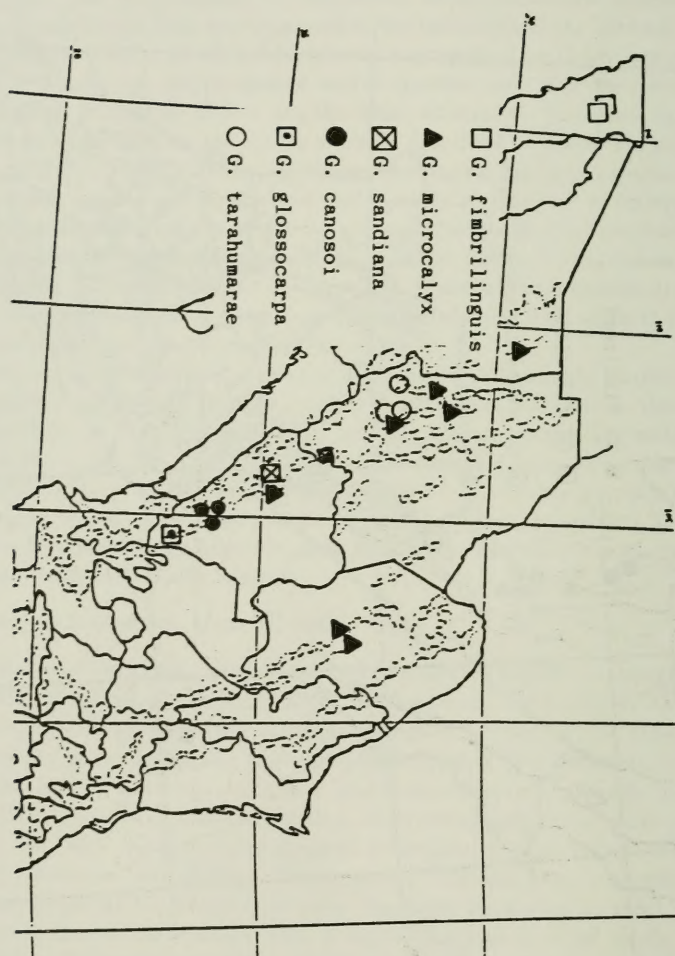 G. fimbrilinguis
G. microcalyx
G. sandiana
G. canosoi
G. glossocarpa
G. tarahumarae